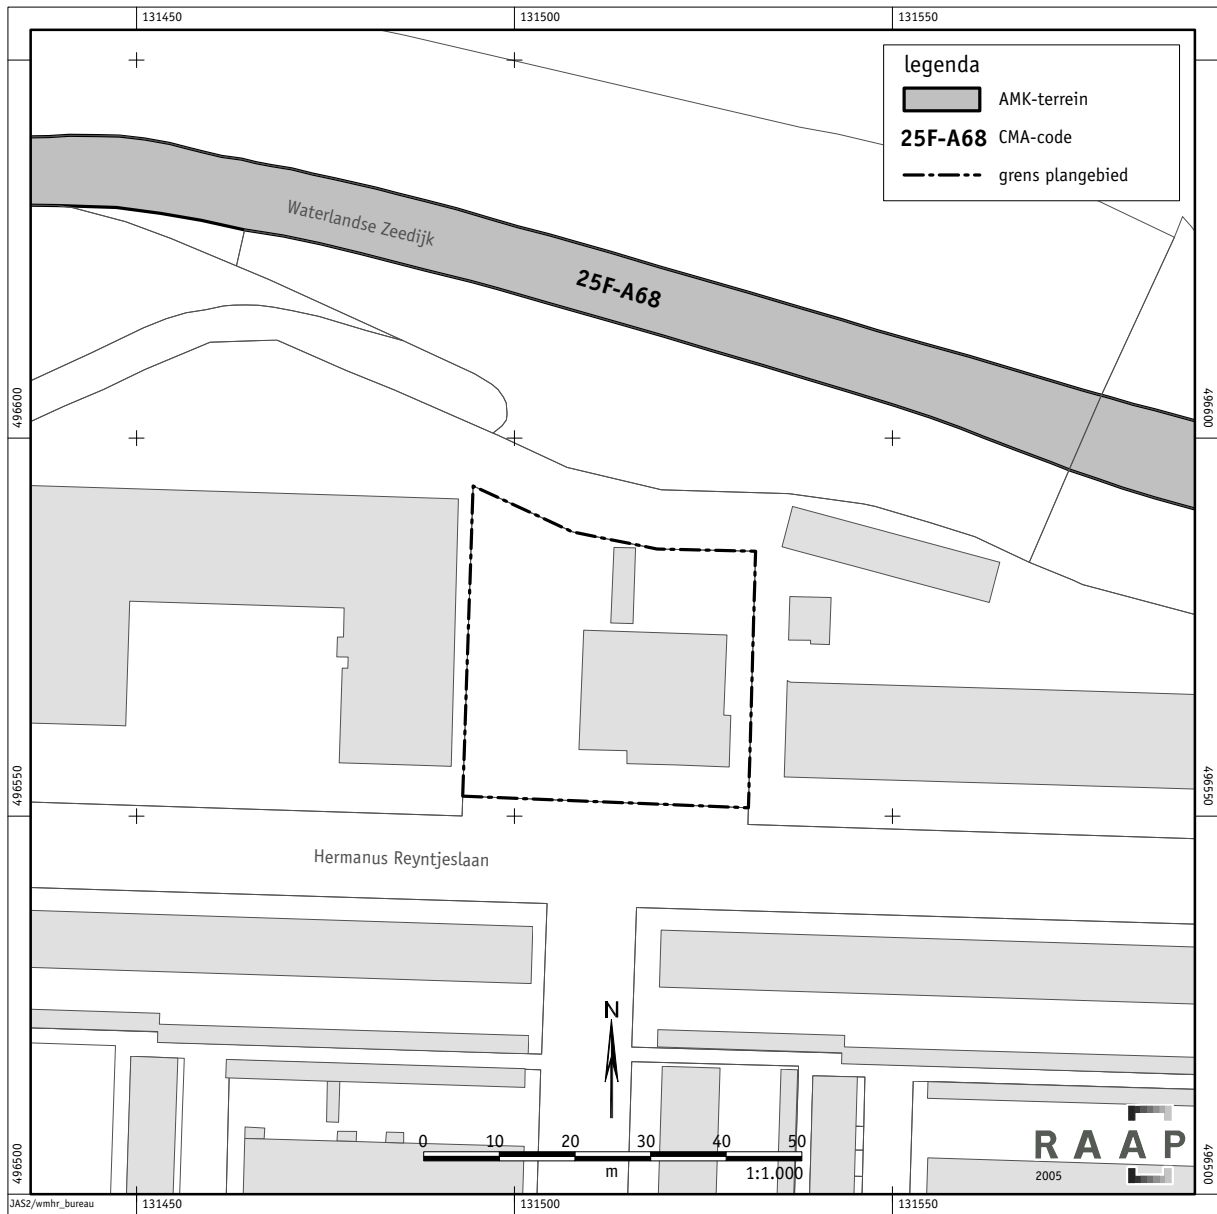 131450
131500
131550
legenda
AMK-terrein
25F-A68 CMA-code
grens plangebied
Waterlandse Zeedijk
25F-A68
496600
496600
496550
496550
Hermanus Reyntjeslaan
N
0 10 20 30 40 50
m 1:1.000
RAAP
2005
496500
496500
JAS2/wmhr_bureau
131450
131500
131550